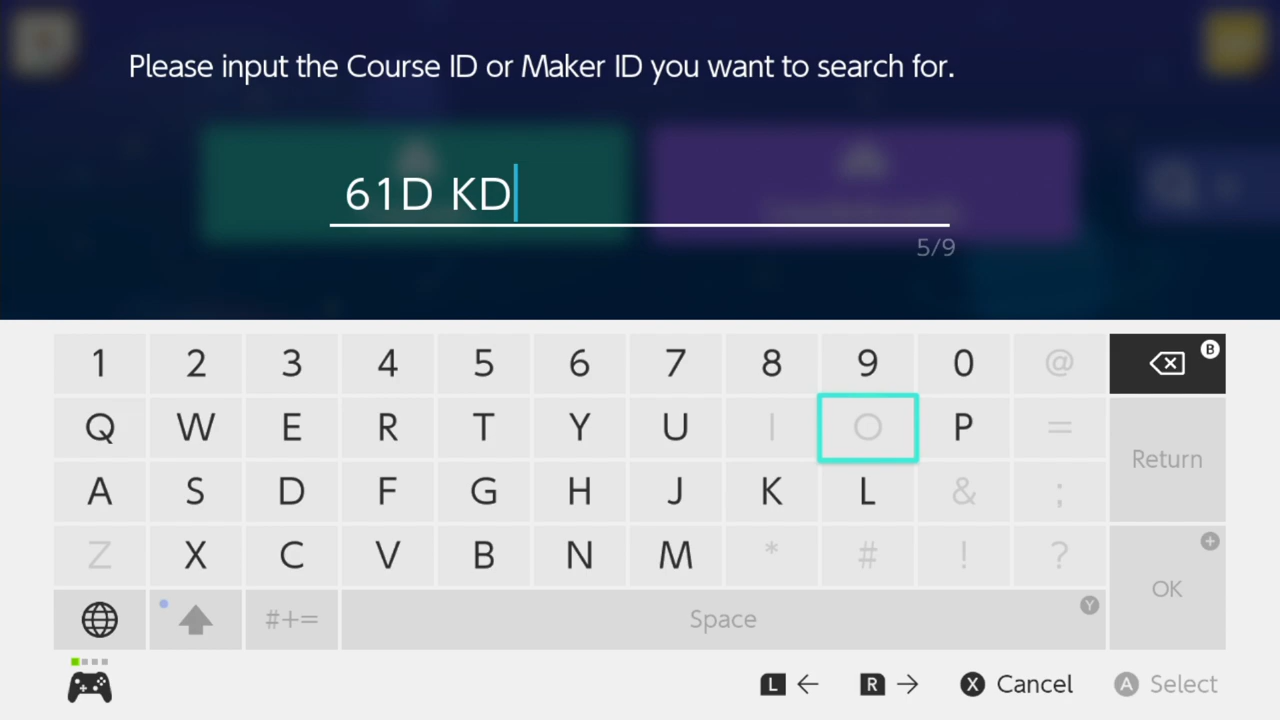 Please input the Course ID or Maker ID you want to search for.
61D KD
5/9
1 2 3 4 5 6 7 8 9 0 @ B
Q W E R T Y U I O P = Return
A S D F G H J K L & ;
Z X C V B N M * # ! ? + OK
#+= Space Y
L ← R → X Cancel A Select